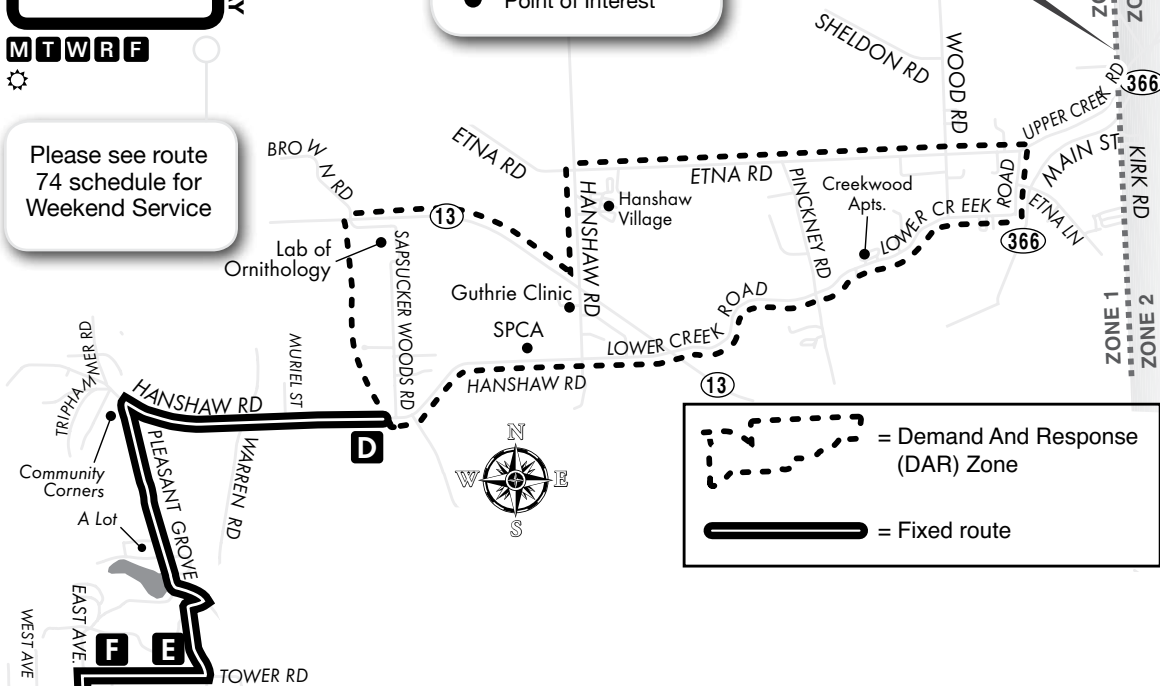 Point of Interest
M T W R F
Please see route
74 schedule for
Weekend Service
SHELDON RD
WOOD RD
366
UPPER CREEK RD
MAIN ST
KIRK RD
BROWN RD
ETNA RD
ETNA RD
HANSHAW RD
Hanshaw
Village
PINCKNEY RD
Creekwood
Apts.
LOWER CREEK
ROAD
ETNA LN
366
13
Lab of
Ornithology
SAPSUCKER WOODS RD
Guthrie Clinic
SPCA
LOWER CREEK ROAD
HANSHAW RD
13
ZONE 1
ZONE 2
TRIPHAMMER RD
MURIEL ST
HANSHAW RD
D
WARREN RD
PLEASANT GROVE
Community
Corners
A Lot
N
W E
S
= Demand And Response
(DAR) Zone
= Fixed route
WEST AVE
EAST AVE.
F
E
TOWER RD